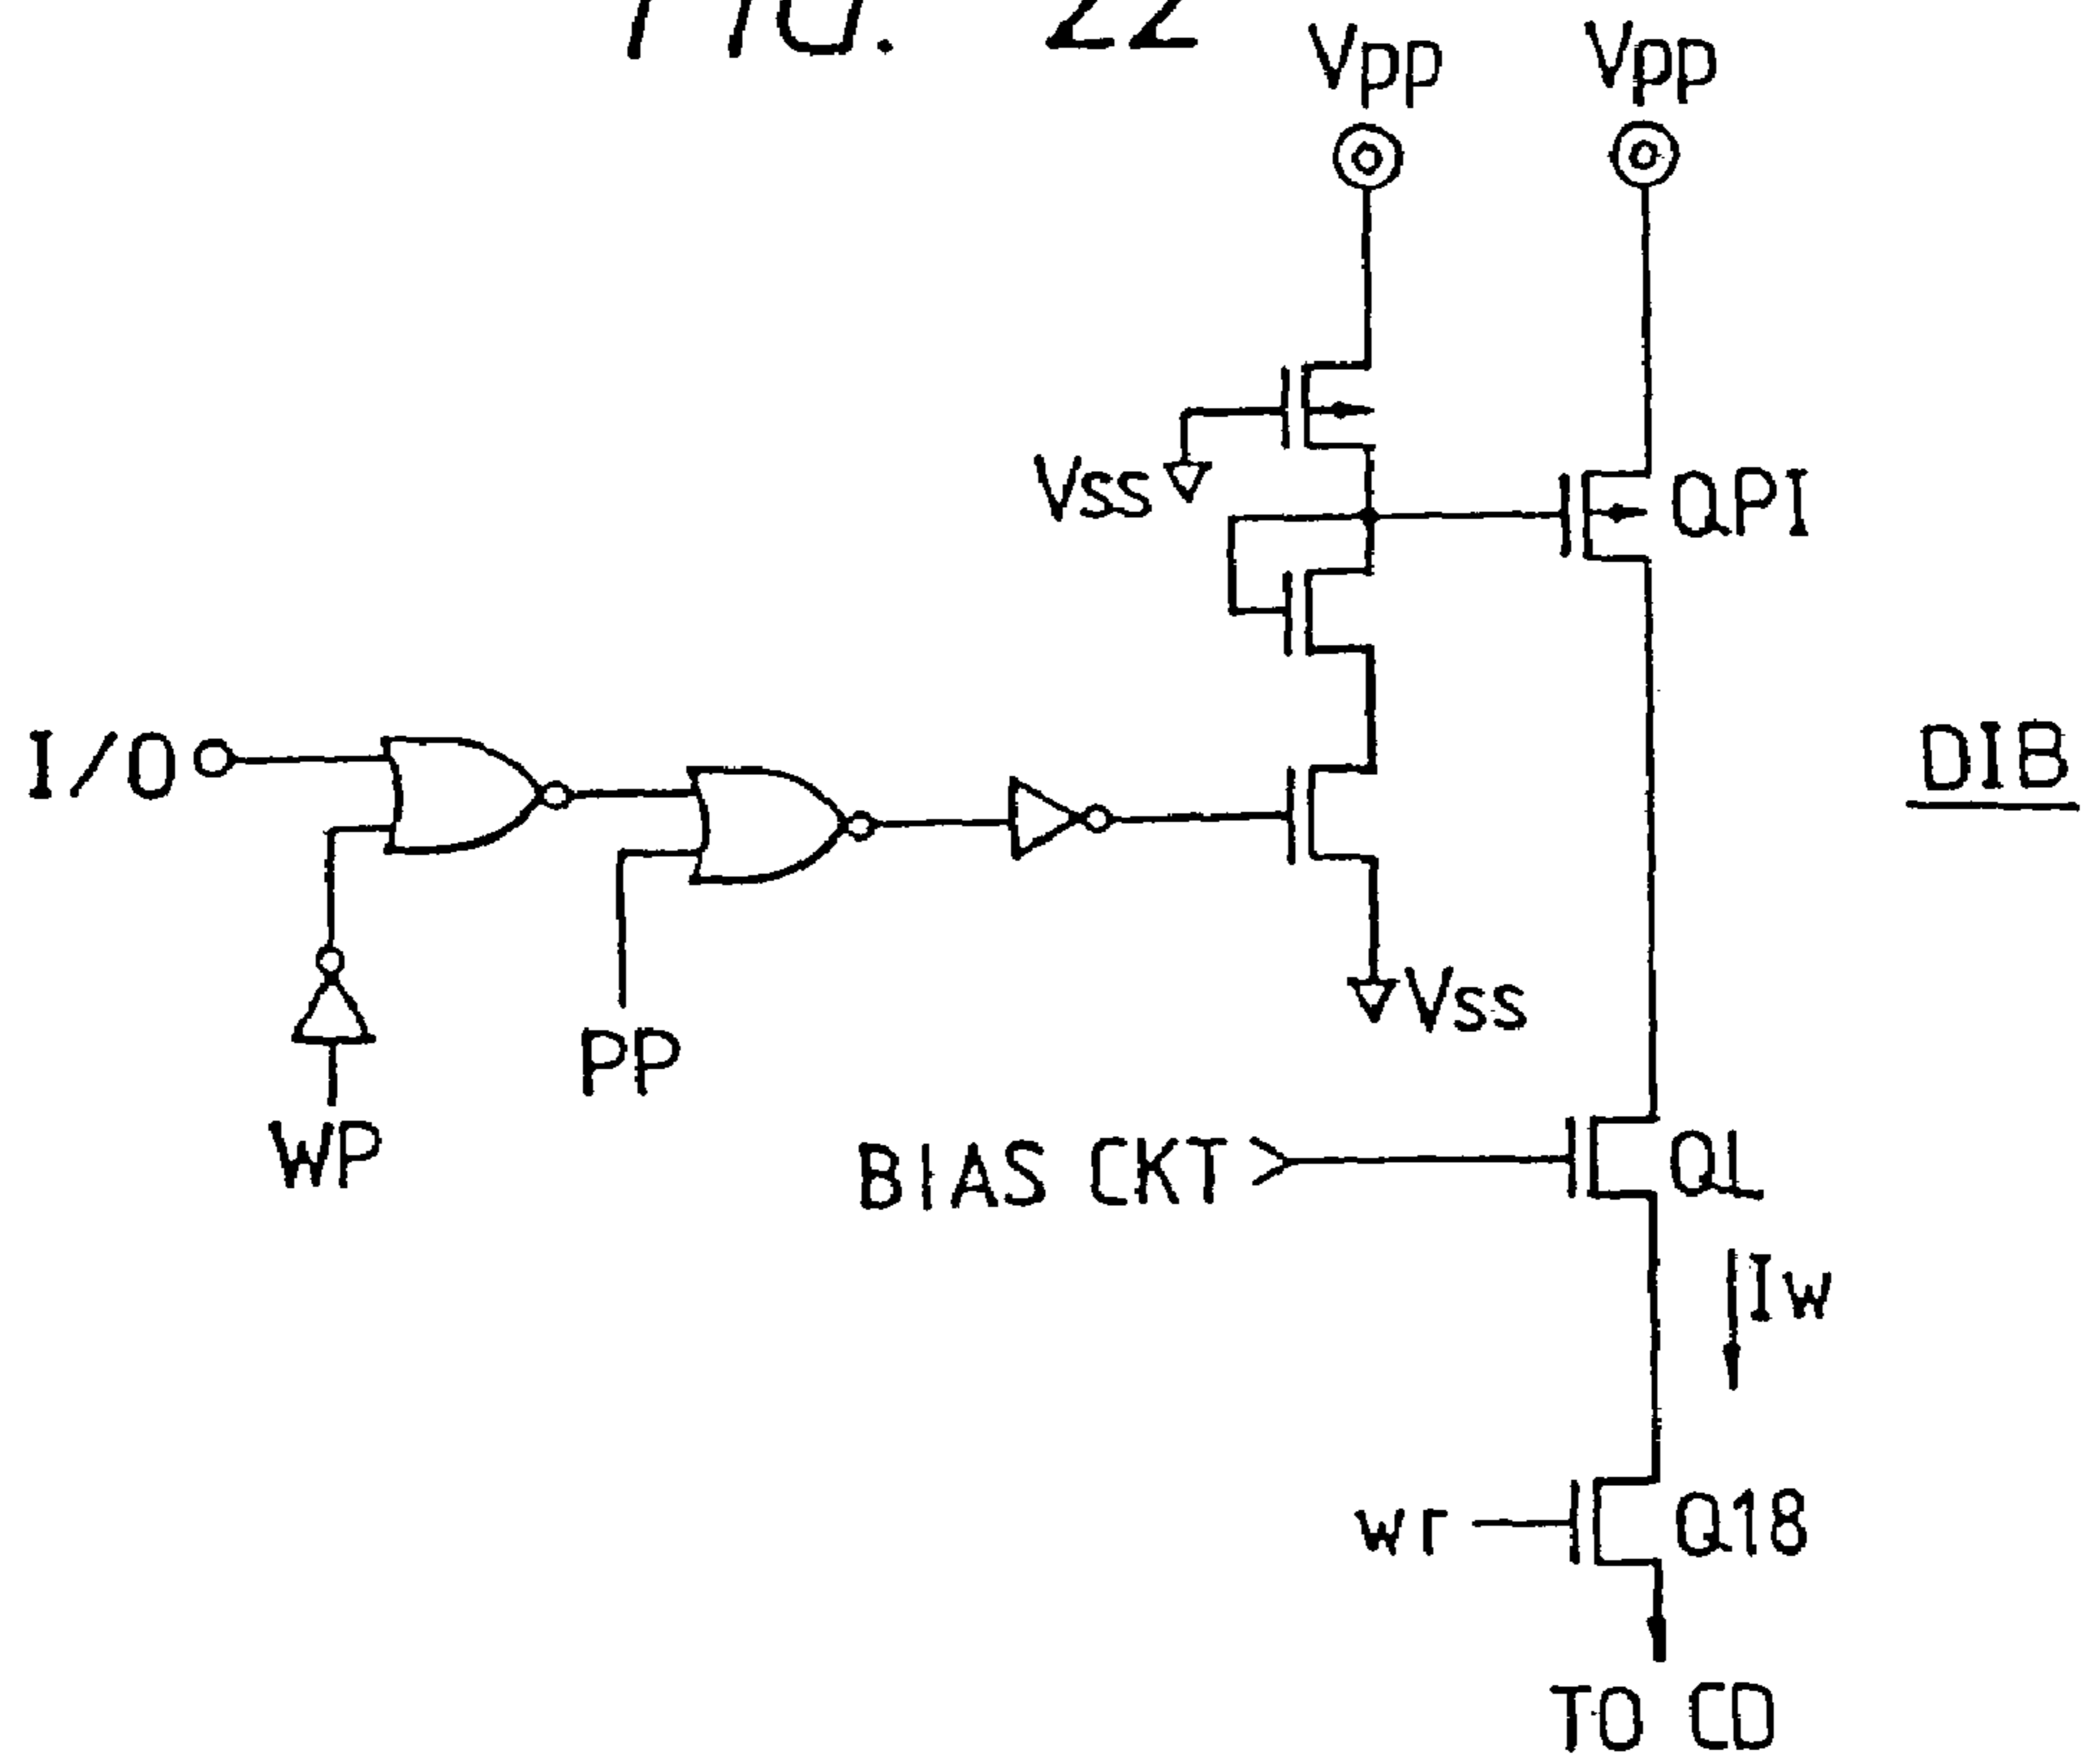 FIG. 22
Vpp
Vpp
Vss
QPI
I/O
DIB
WP
PP
Vss
BIAS CKT
QL
Iw
wr
Q18
TO CD